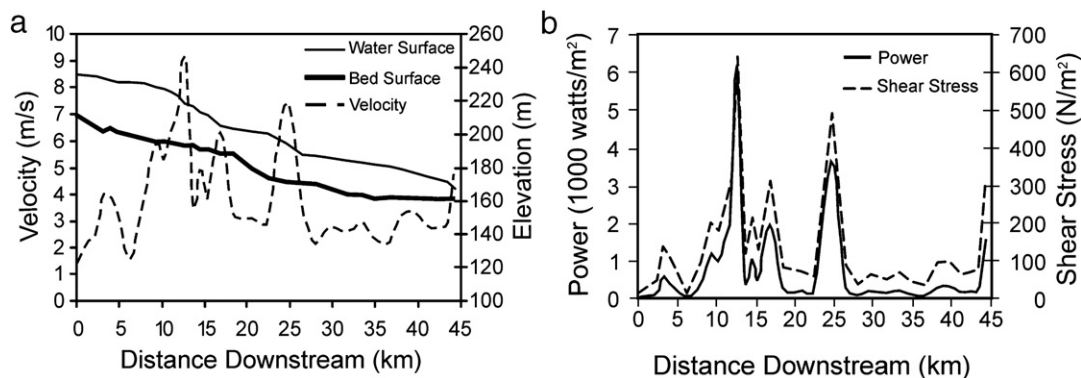 a
Velocity (m/s)
10
9
8
7
6
5
4
3
2
1
0
Water Surface
Bed Surface
Velocity
260
240
220
200
180
160
140
120
100
Elevation (m)
0 5 10 15 20 25 30 35 40 45
Distance Downstream (km)
b
Power (1000 watts/m²)
7
6
5
4
3
2
1
0
Power
Shear Stress
700
600
500
400
300
200
100
0
Shear Stress (N/m²)
0 5 10 15 20 25 30 35 40 45
Distance Downstream (km)